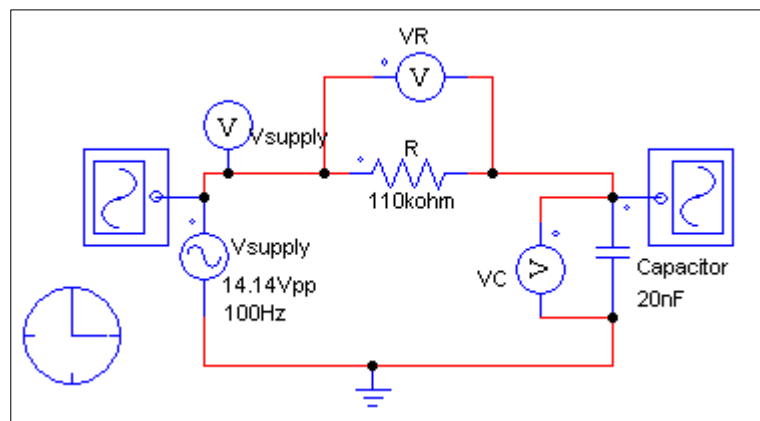 VR
V
V
Vsupply
R
110kohm
Vsupply
14.14Vpp
100Hz
VC
V
Capacitor
20nF